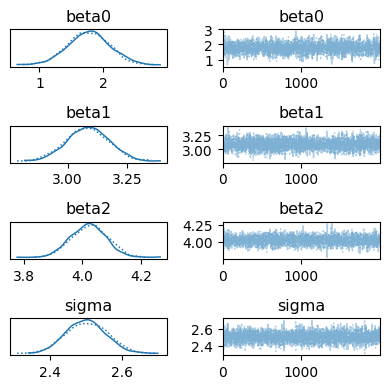 beta0 beta0
3
2
1
1 2 0 1000
beta1 beta1
3.25
3.00
3.00 3.25 0 1000
beta2 beta2
4.25
4.00
3.8 4.0 4.2 0 1000
sigma sigma
2.6
2.4
2.4 2.6 0 1000